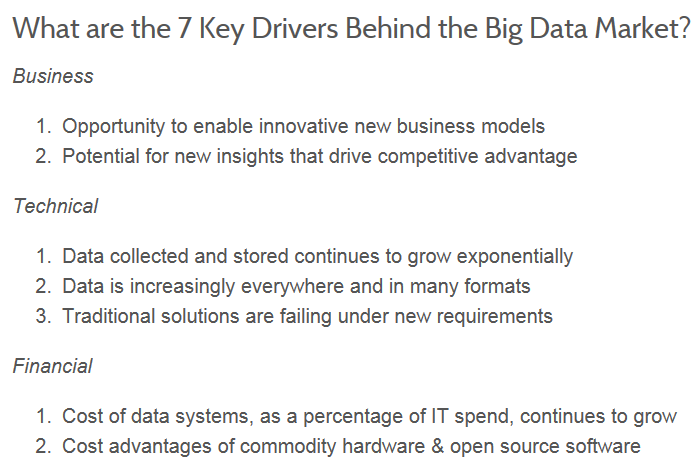 What are the 7 Key Drivers Behind the Big Data Market?
Business
1. Opportunity to enable innovative new business models
2. Potential for new insights that drive competitive advantage
Technical
1. Data collected and stored continues to grow exponentially
2. Data is increasingly everywhere and in many formats
3. Traditional solutions are failing under new requirements
Financial
1. Cost of data systems, as a percentage of IT spend, continues to grow
2. Cost advantages of commodity hardware & open source software